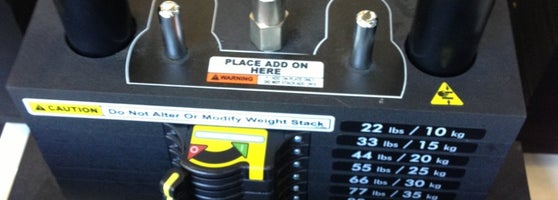 PLACE ADD ON
HERE
WARNING
CAUTION Do Not Alter Or Modify Weight Stack
22 lbs / 10 kg
33 lbs / 15 kg
44 lbs / 20 kg
55 lbs / 25 kg
66 lbs / 30 kg
77 lbs / 35 kg